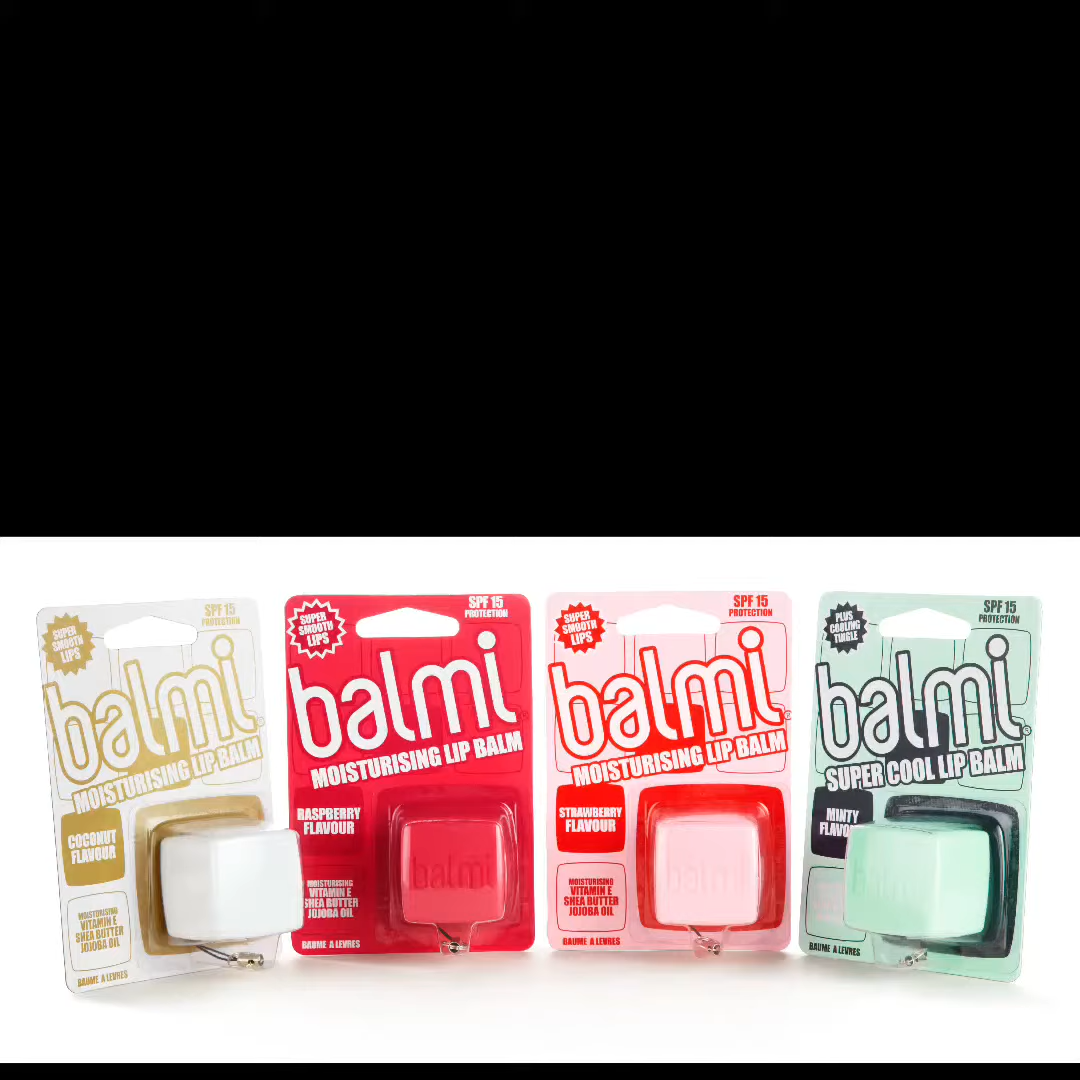 SUPER
SMOOTH
LIPS
SPF 15
PROTECTION
balmi
MOISTURISING LIP BALM
COCONUT
FLAVOUR
MOISTURISING
VITAMIN E
SHEA BUTTER
JOJOBA OIL
BAUME A LEVRES
SUPER
SMOOTH
LIPS
SPF 15
PROTECTION
balmi
MOISTURISING LIP BALM
RASPBERRY
FLAVOUR
balmi
MOISTURISING
VITAMIN E
SHEA BUTTER
JOJOBA OIL
BAUME A LEVRES
SUPER
SMOOTH
LIPS
SPF 15
PROTECTION
balmi
MOISTURISING LIP BALM
STRAWBERRY
FLAVOUR
balmi
MOISTURISING
VITAMIN E
SHEA BUTTER
JOJOBA OIL
BAUME A LEVRES
PLUS
COOLING
TINGLE
SPF 15
PROTECTION
balmi
SUPER COOL LIP BALM
MINTY
balmi
BAUME A LEVRES